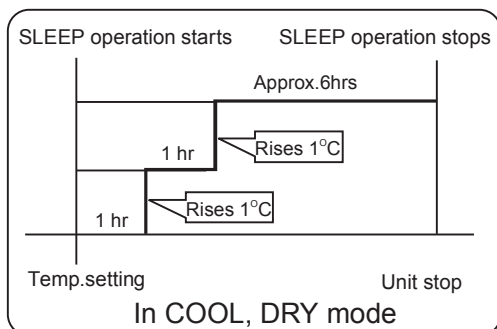 SLEEP operation starts
SLEEP operation stops
Approx.6hrs
1 hr
Rises 1°C
1 hr
Rises 1°C
Temp.setting
Unit stop
In COOL, DRY mode